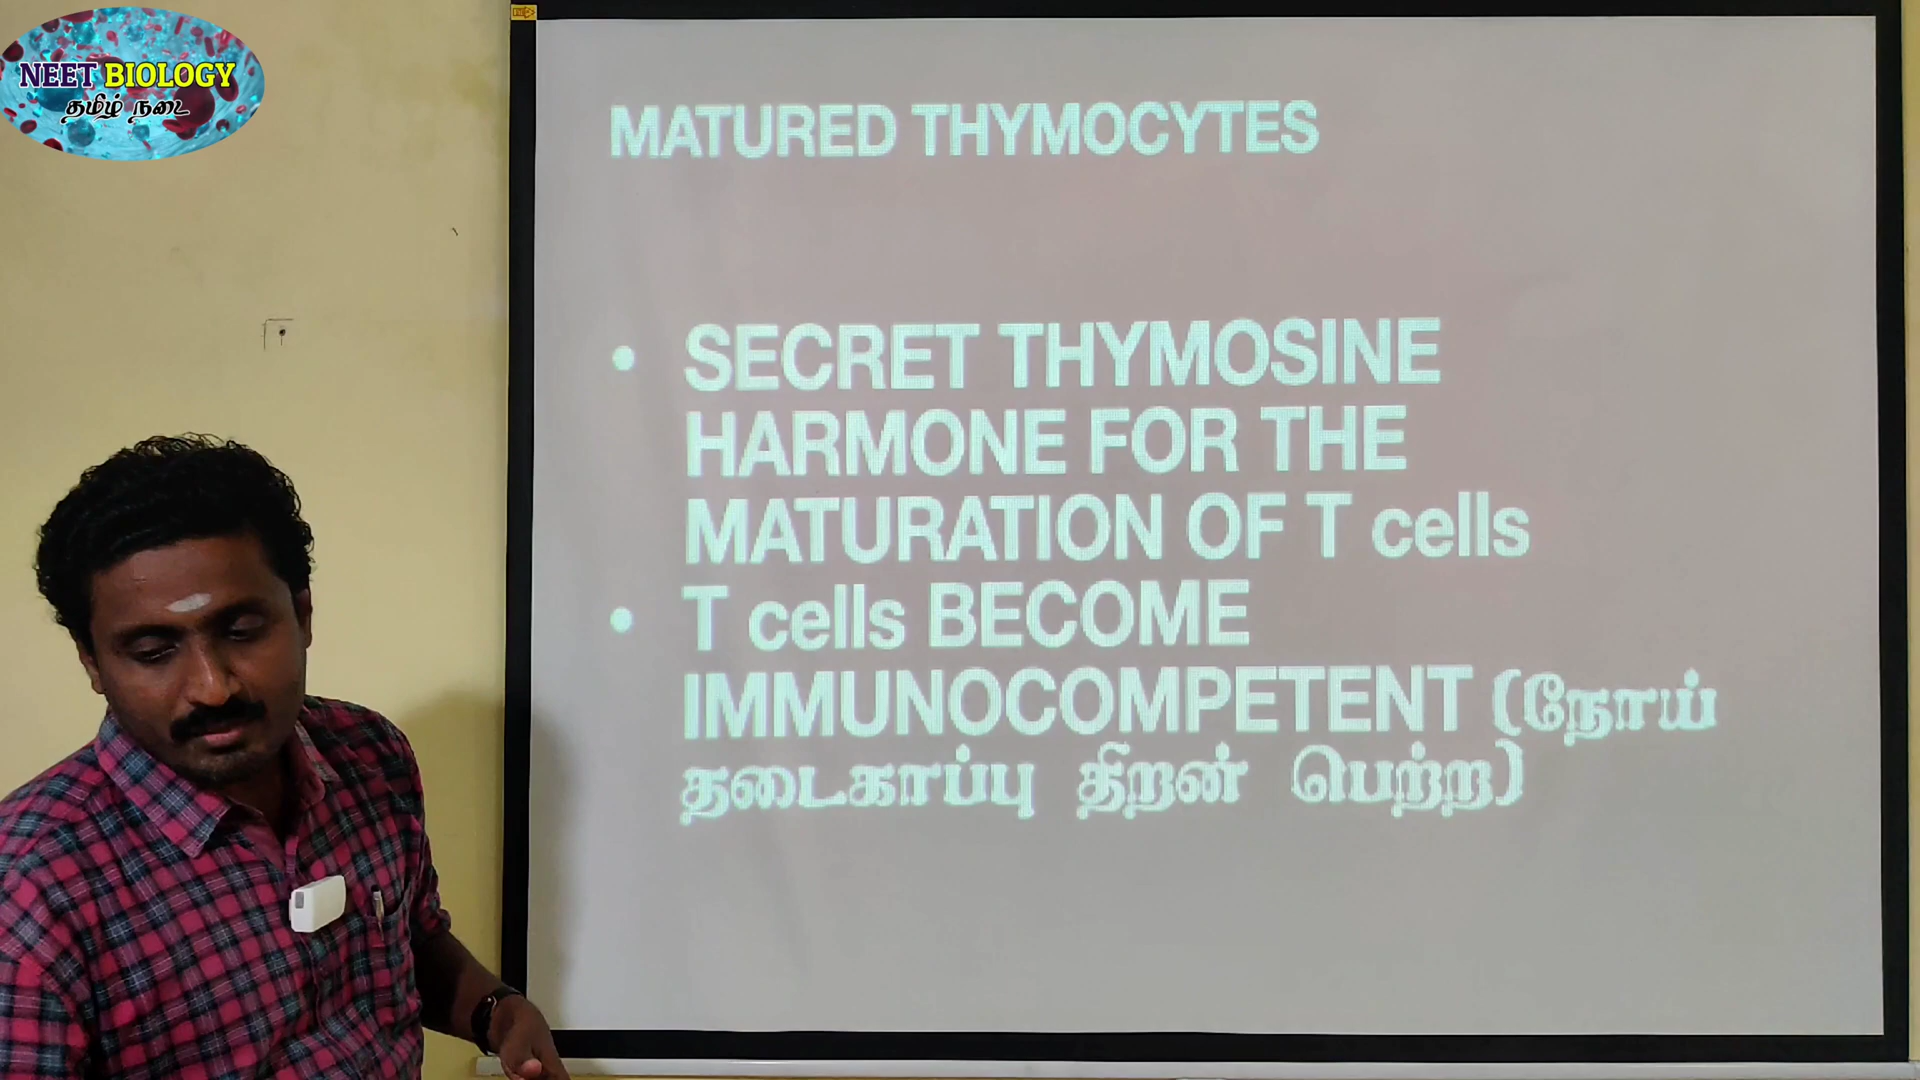 NEET BIOLOGY
தமிழ் நடை
MATURED THYMOCYTES
• SECRET THYMOSINE
HARMONE FOR THE
MATURATION OF T cells
• T cells BECOME
IMMUNOCOMPETENT (நோய்
தடைகாப்பு திறன் பெற்ற)